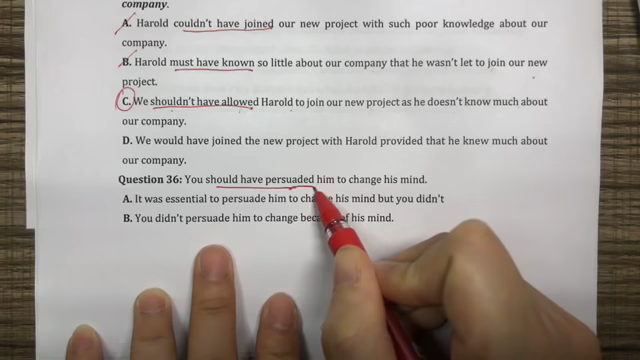 company.
A. Harold couldn't have joined our new project with such poor knowledge about our
company.
B. Harold must have known so little about our company that he wasn't let to join our new
project.
C. We shouldn't have allowed Harold to join our new project as he doesn't know much about
our company.
D. We would have joined the new project with Harold provided that he knew much about
our company.
Question 36: You should have persuaded him to change his mind.
A. It was essential to persuade him to his mind but you didn't
B. You didn't persuade him to change of his mind.